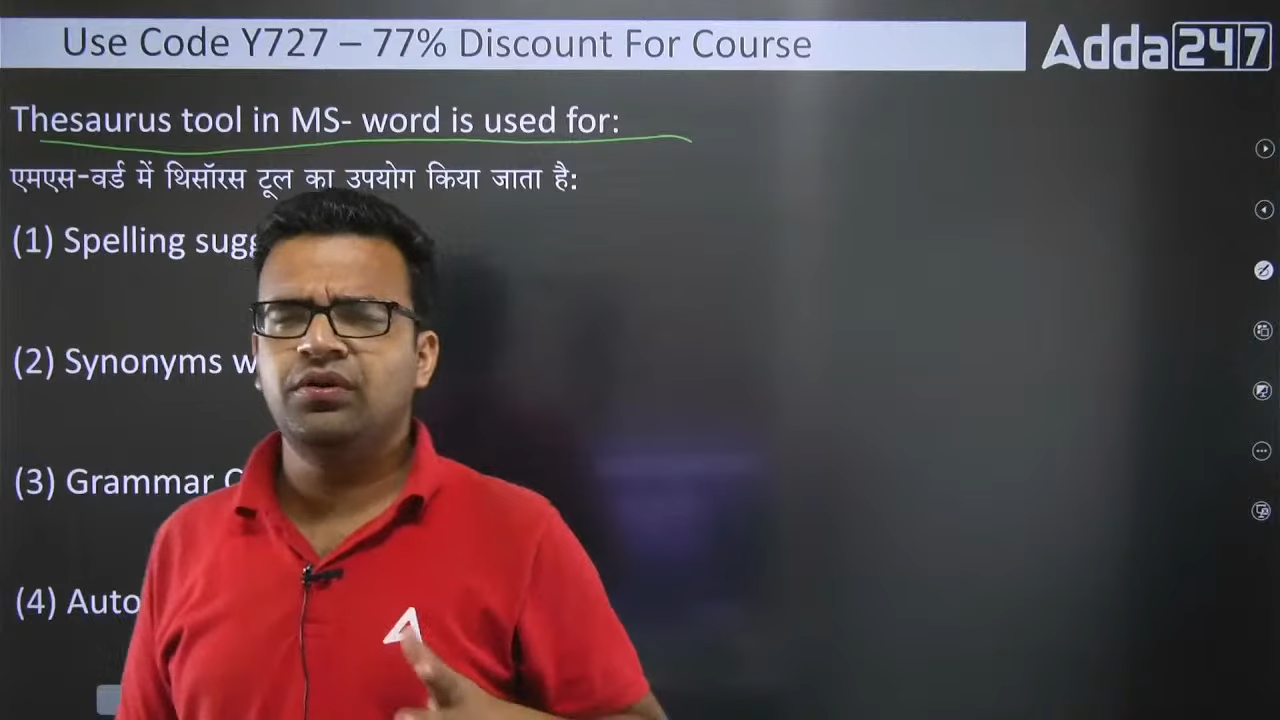 Use Code Y727 – 77% Discount For Course
Adda247
Thesaurus tool in MS- word is used for:
एमएस-वर्ड में थिसॉरस टूल का उपयोग किया जाता है:
(1) Spelling
(2) Synonyms
(3) Grammar
(4) Auto